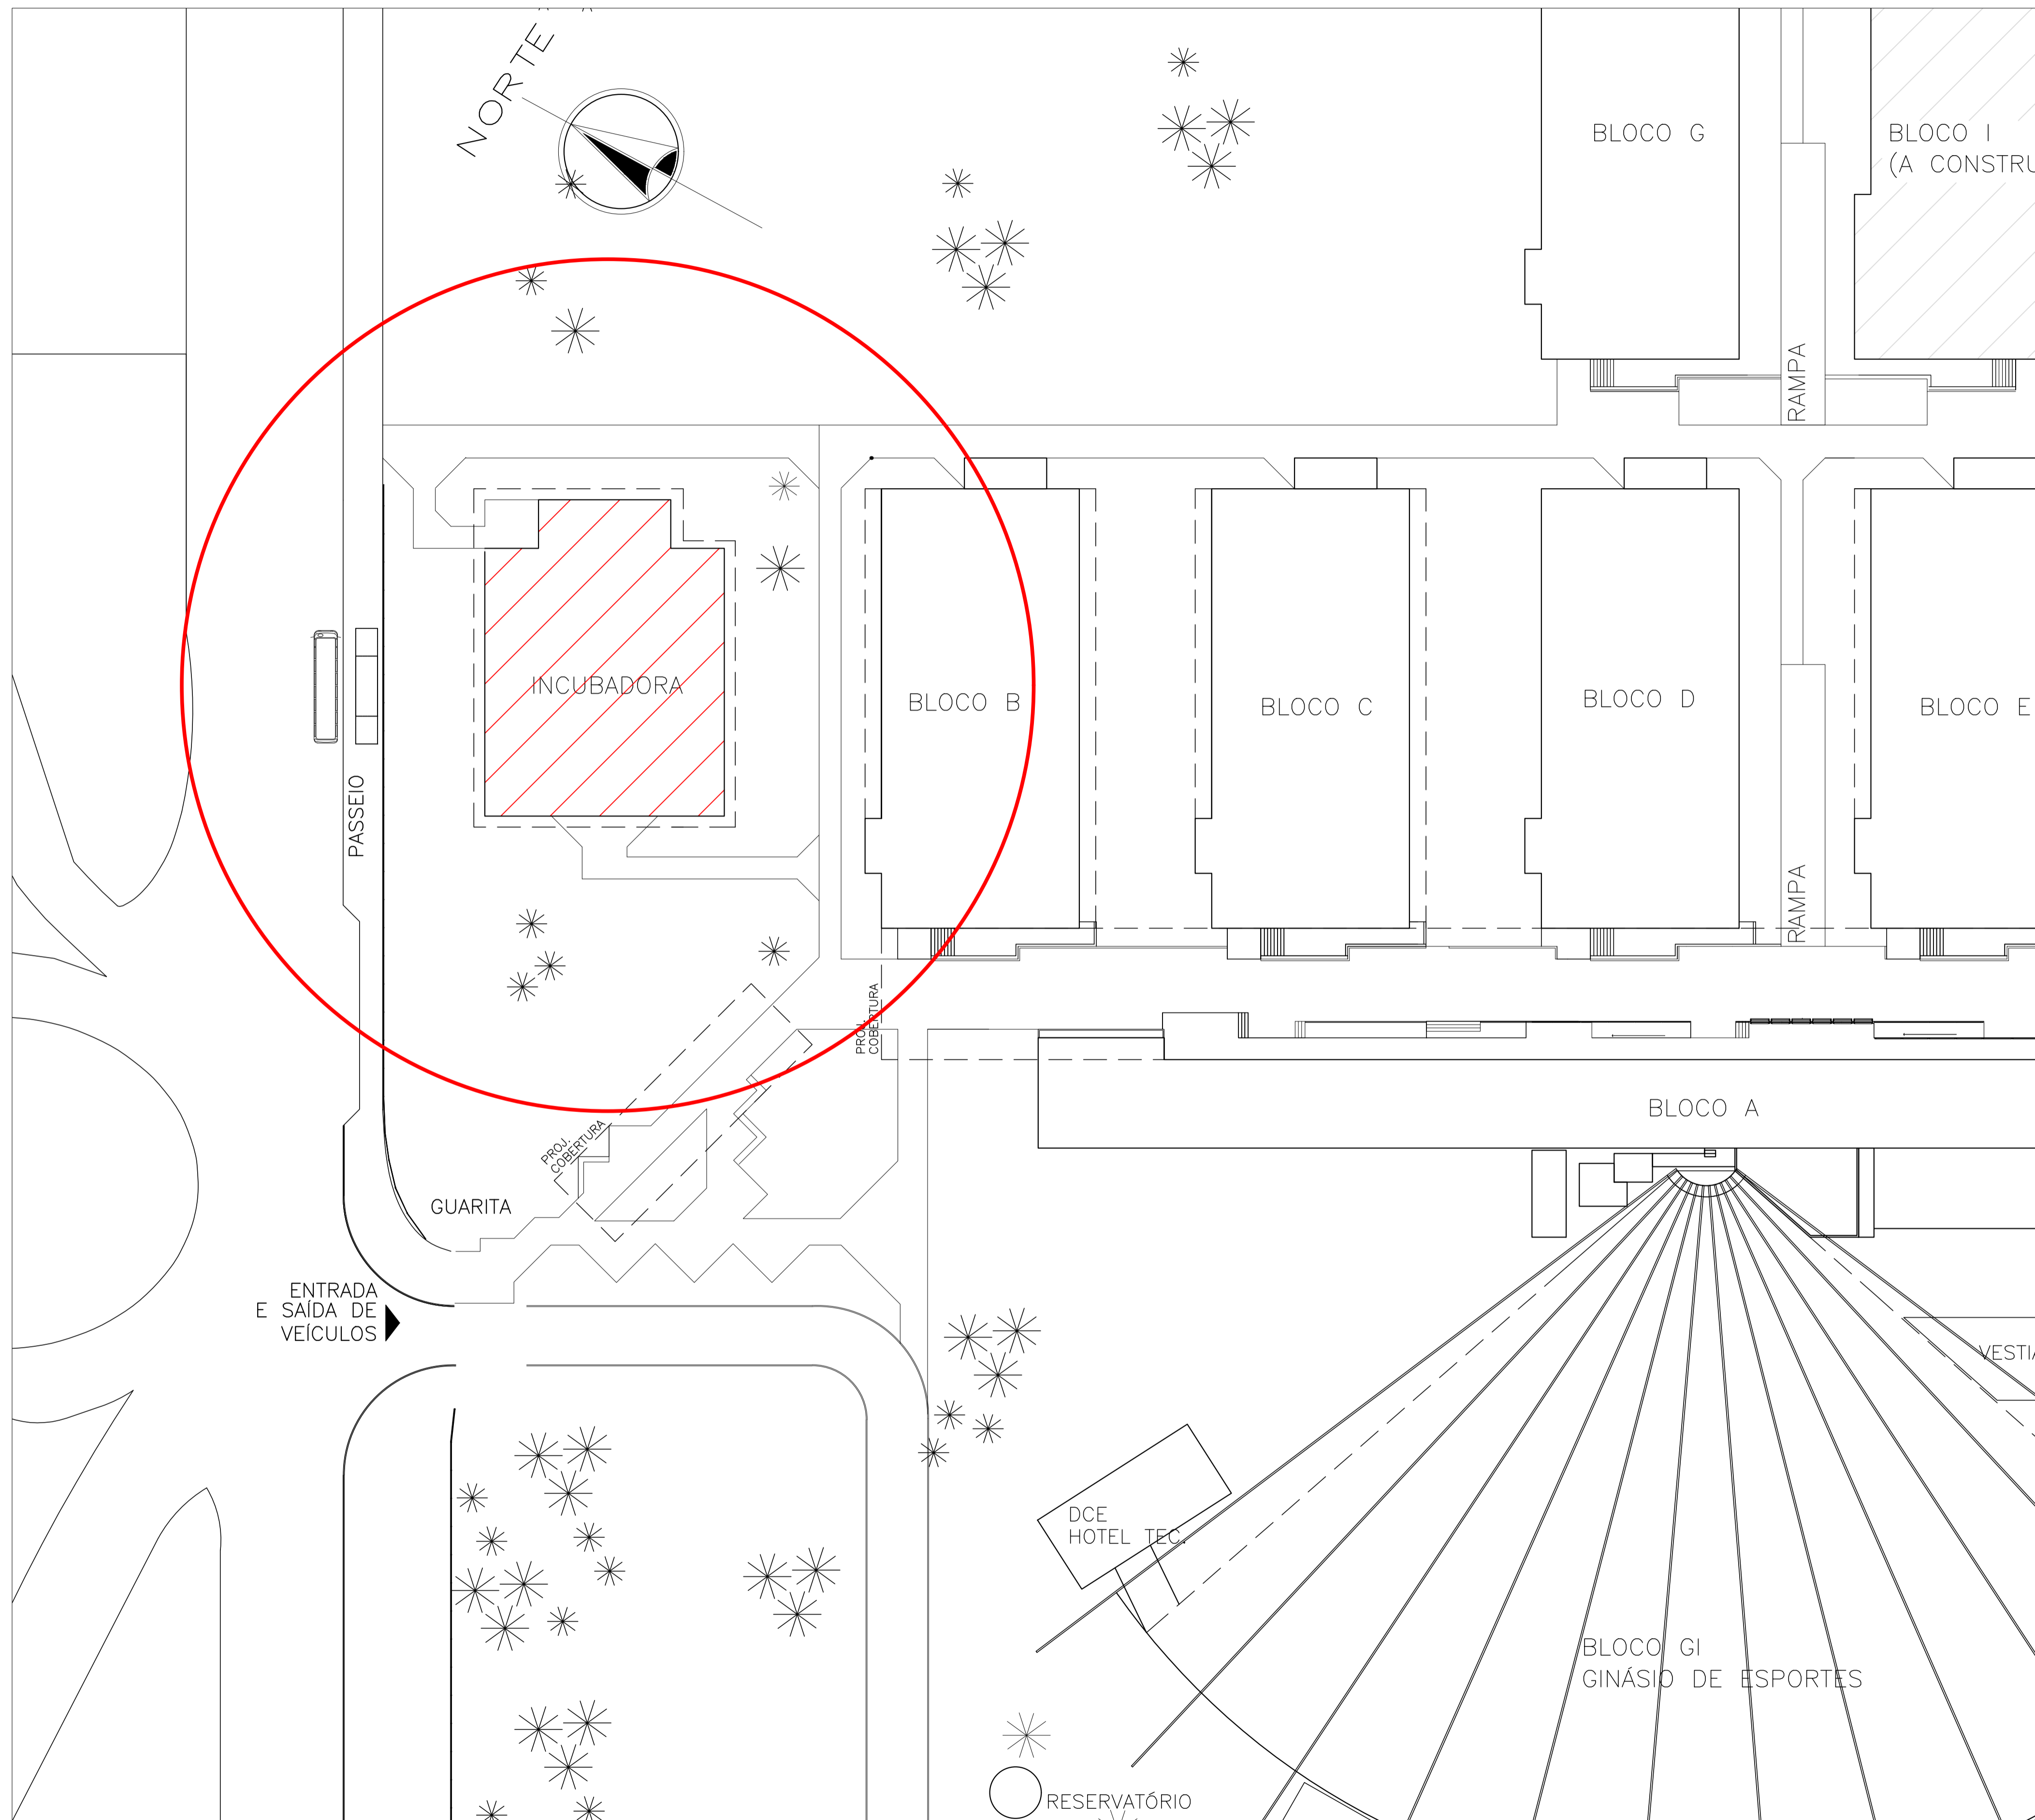 NORTE
BLOCO G
BLOCO I
(A CONSTRU
RAMPA
INCUBADORA
BLOCO B
BLOCO C
BLOCO D
BLOCO E
PASSEIO
RAMPA
PROJ.
COBERTURA
BLOCO A
PROJ.
COBERTURA
GUARITA
ENTRADA
E SAÍDA DE
VEÍCULOS
VESTIA
DCE
HOTEL TEC.
BLOCO GI
GINÁSIO DE ESPORTES
RESERVATÓRIO